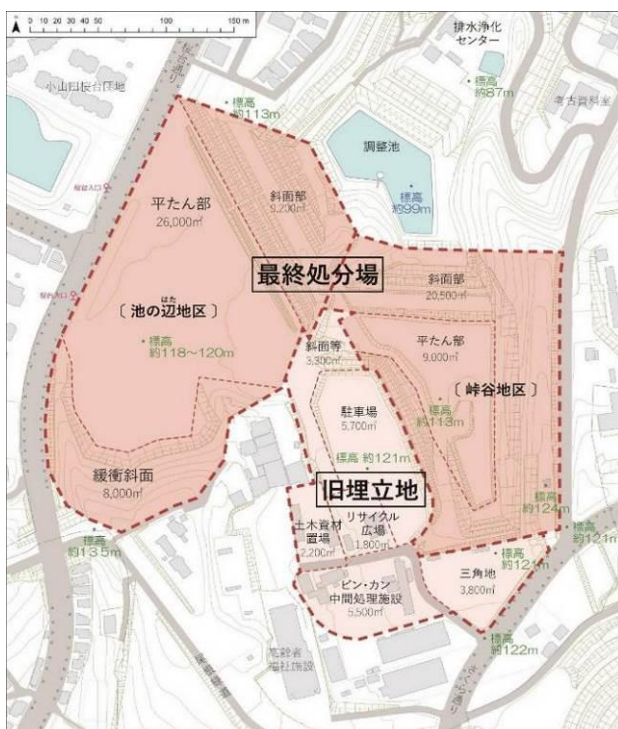 0 10 20 30 40 50 100 150 m
小山田桜台団地
桜台通り
標高
約113m
排水浄化
センター
標高
約87m
考古資料室
調整池
標高
約99m
平たん部
26,000㎡
斜面部
9,200㎡
最終処分場
斜面部
20,500㎡
はた
〔池の辺地区〕
標高
約118～120m
斜面等
3,300㎡
平たん部
9,000㎡
〔峠谷地区〕
標高
約113m
駐車場
5,700㎡
標高 約121m
旧埋立地
緩衝斜面
8,000㎡
標高
約135m
土木資材
置場
2,200㎡
リサイクル
広場
1,800㎡
標高
約124m
標高
約121m
標高
約121m
三角地
3,800㎡
ビン・カン
中間処理施設
5,500㎡
標高
約122m
高齢者
福祉施設
さくら通り